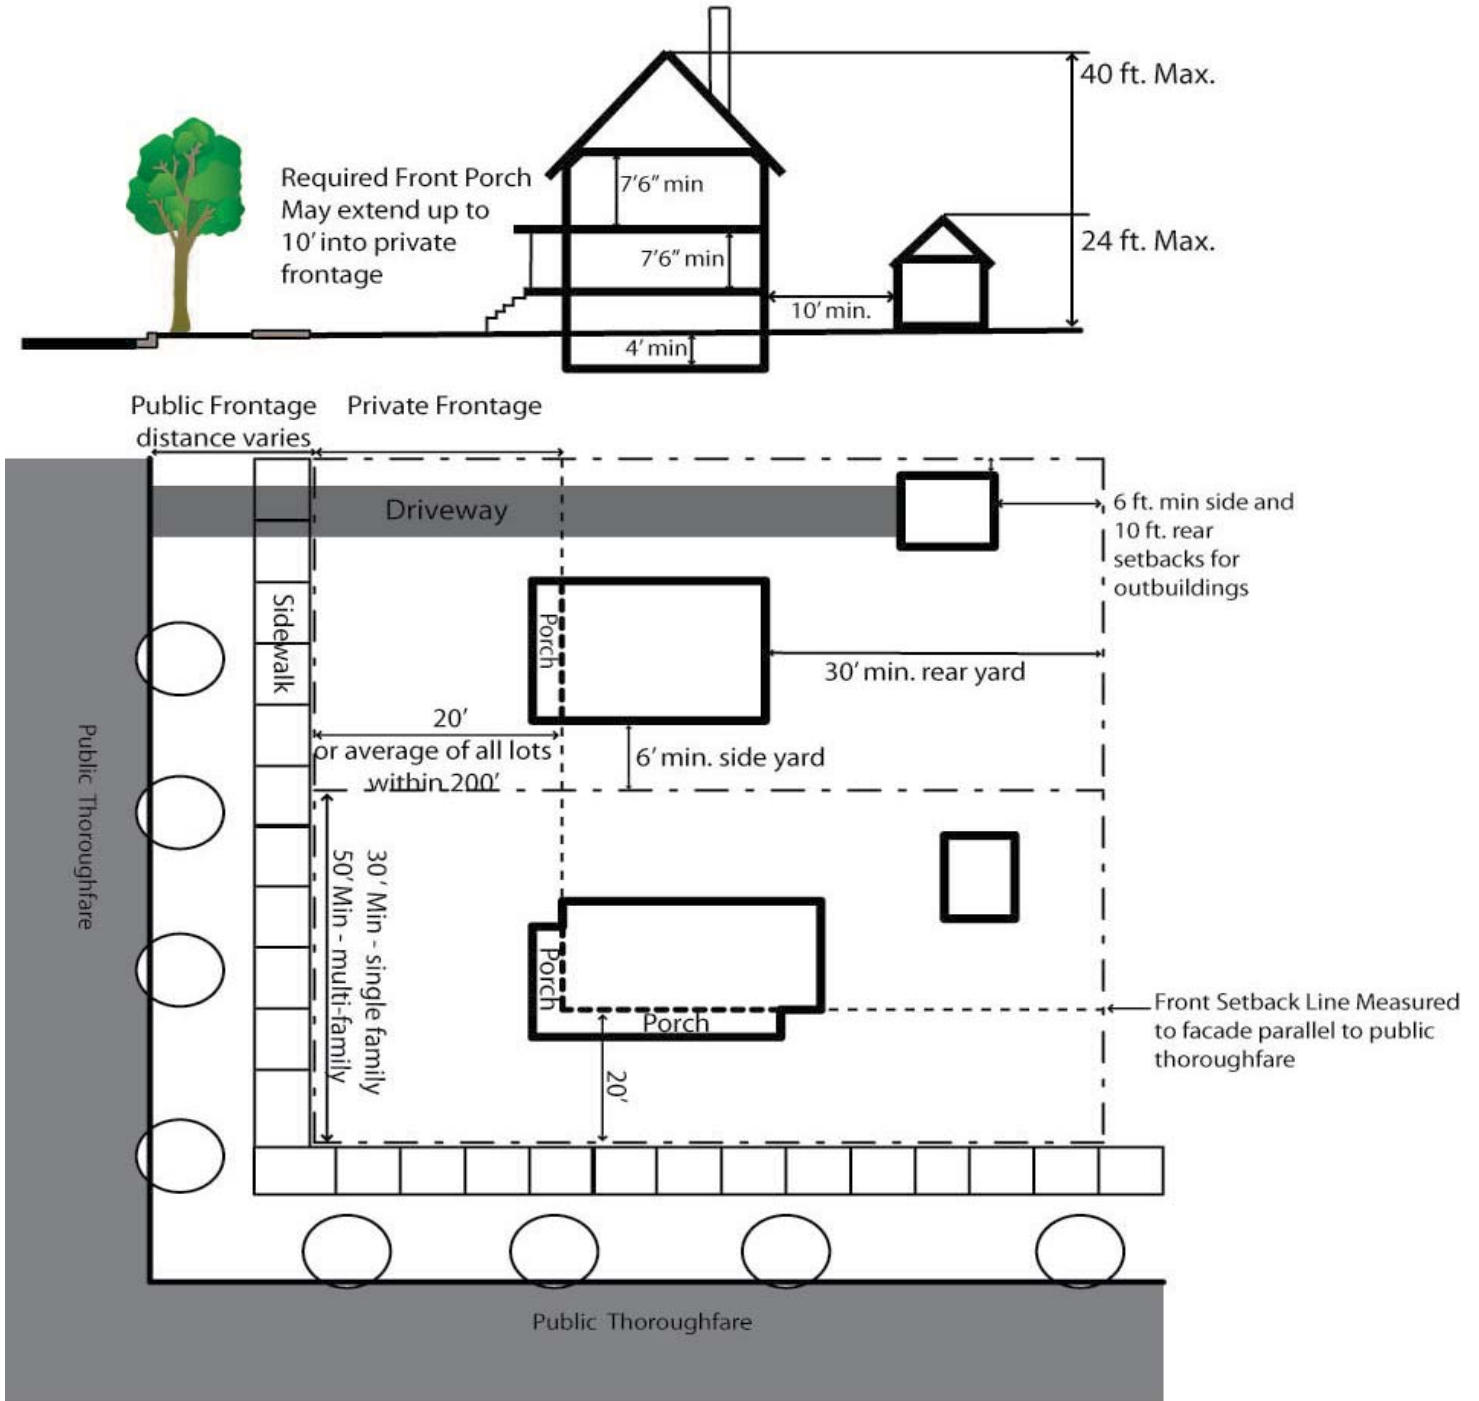 40 ft. Max.
Required Front Porch
May extend up to
10' into private
frontage
7'6" min
24 ft. Max.
7'6" min
10' min.
4' min
Public Frontage
distance varies
Private Frontage
Driveway
6 ft. min side and
10 ft. rear
setbacks for
outbuildings
Sidewalk
Porch
30' min. rear yard
20'
or average of all lots
within 200'
6' min. side yard
Public Thoroughfare
30' Min - single family
50' Min - multi-family
Porch
Porch
Front Setback Line Measured
to facade parallel to public
thoroughfare
20'
Public Thoroughfare